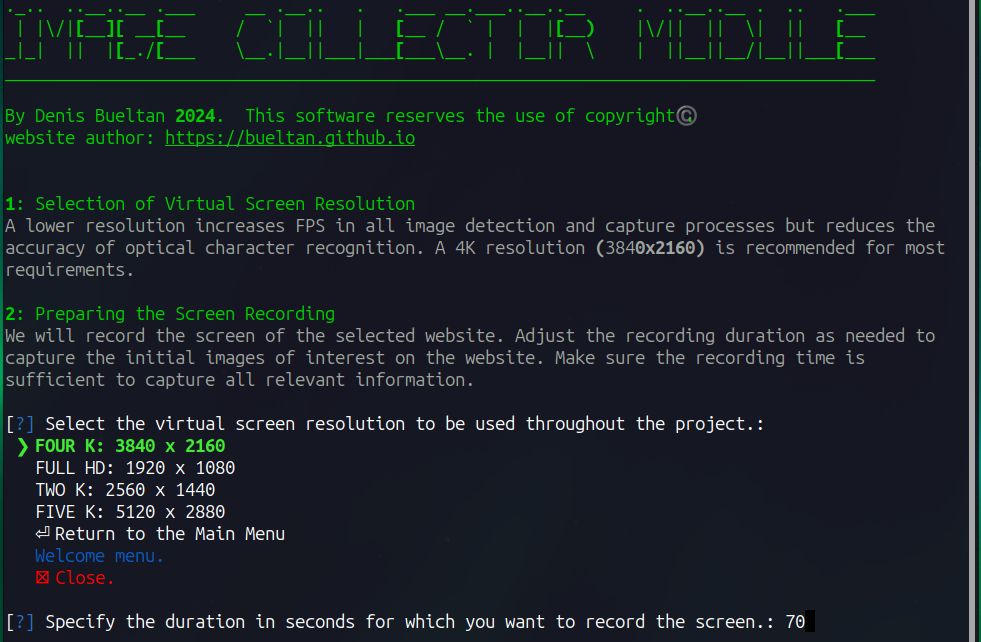 IMAGE COLLECTOR MODULE
By Denis Bueltan 2024.  This software reserves the use of copyright©
website author: https://bueltan.github.io
1: Selection of Virtual Screen Resolution
A lower resolution increases FPS in all image detection and capture processes but reduces the
accuracy of optical character recognition. A 4K resolution (3840x2160) is recommended for most
requirements.
2: Preparing the Screen Recording
We will record the screen of the selected website. Adjust the recording duration as needed to
capture the initial images of interest on the website. Make sure the recording time is
sufficient to capture all relevant information.
[?] Select the virtual screen resolution to be used throughout the project.:
❯ FOUR K: 3840 x 2160
FULL HD: 1920 x 1080
TWO K: 2560 x 1440
FIVE K: 5120 x 2880
⏎ Return to the Main Menu
Welcome menu.
⊠ Close.
[?] Specify the duration in seconds for which you want to record the screen.: 70